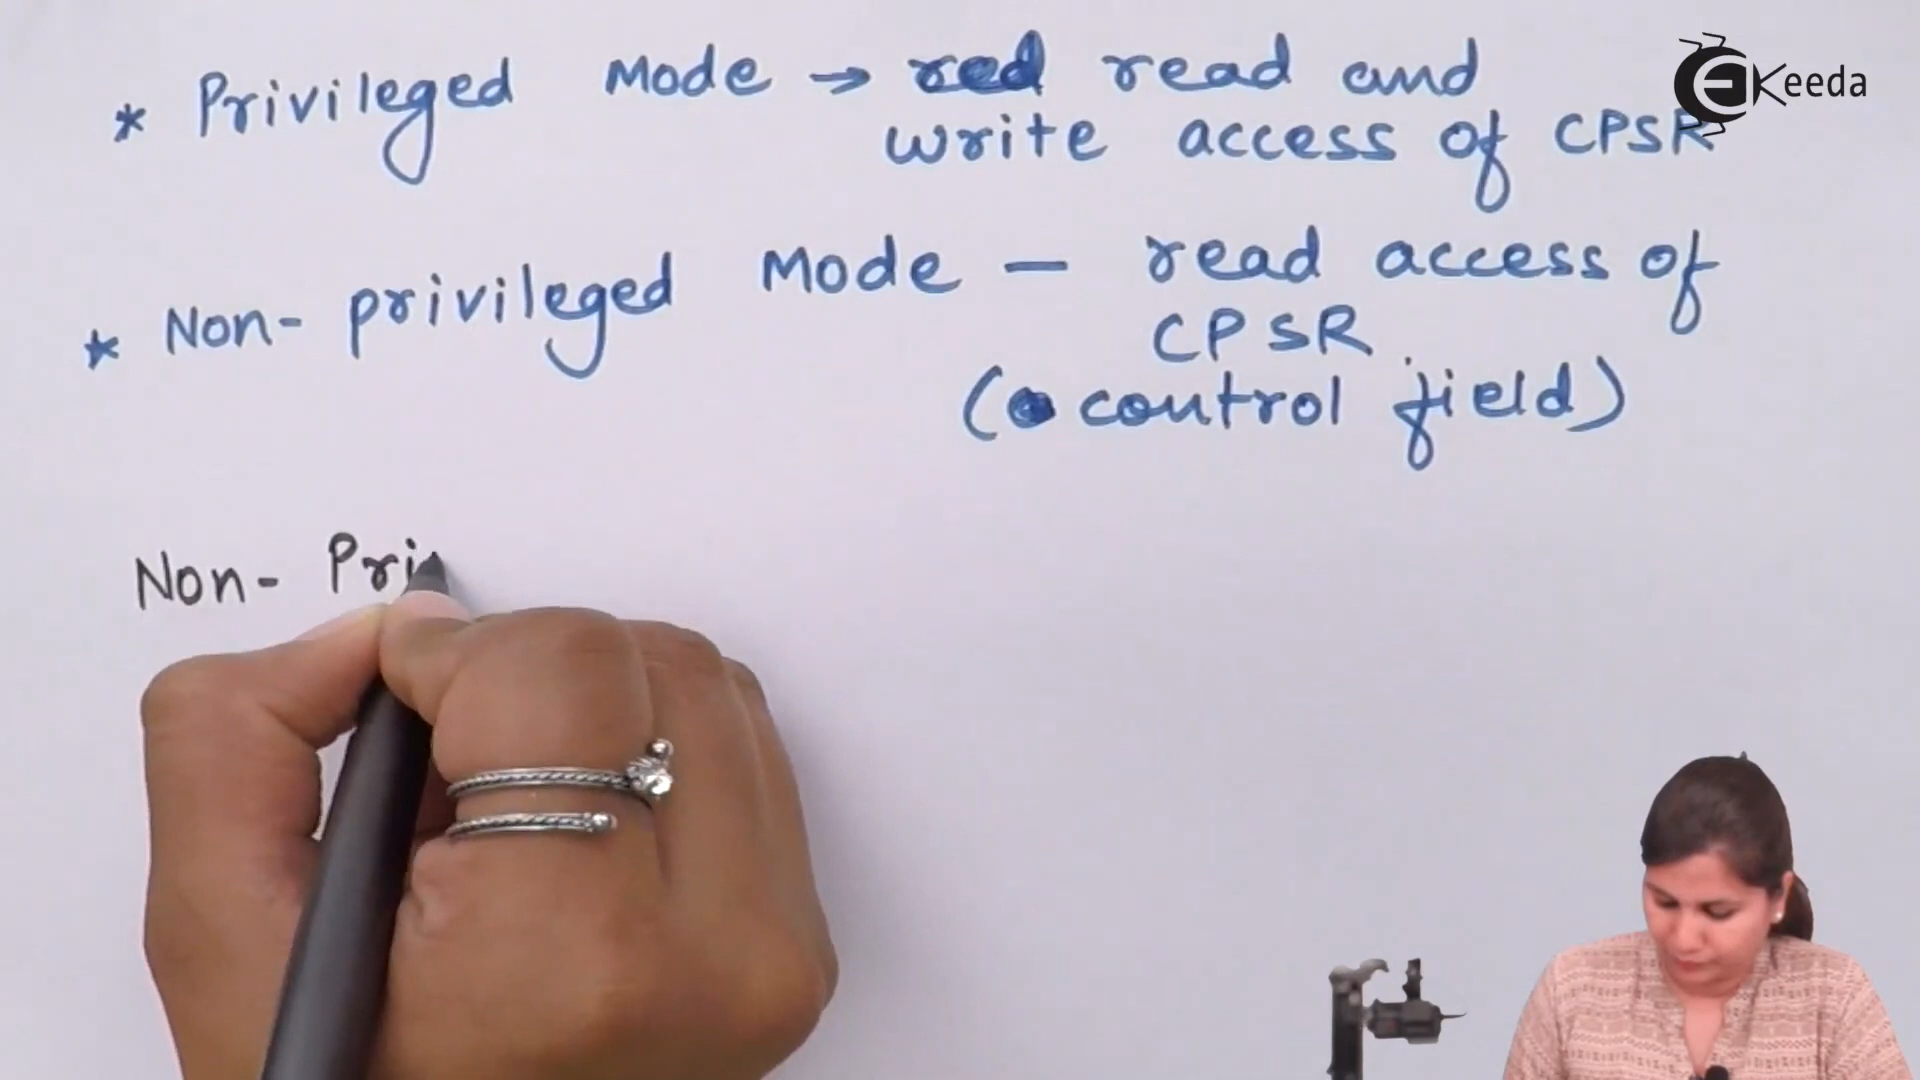 * Privileged Mode → red read and
write access of CPSR
* Non-privileged Mode - read access of
CPSR
(control field)
Non- Pri
EKeeda